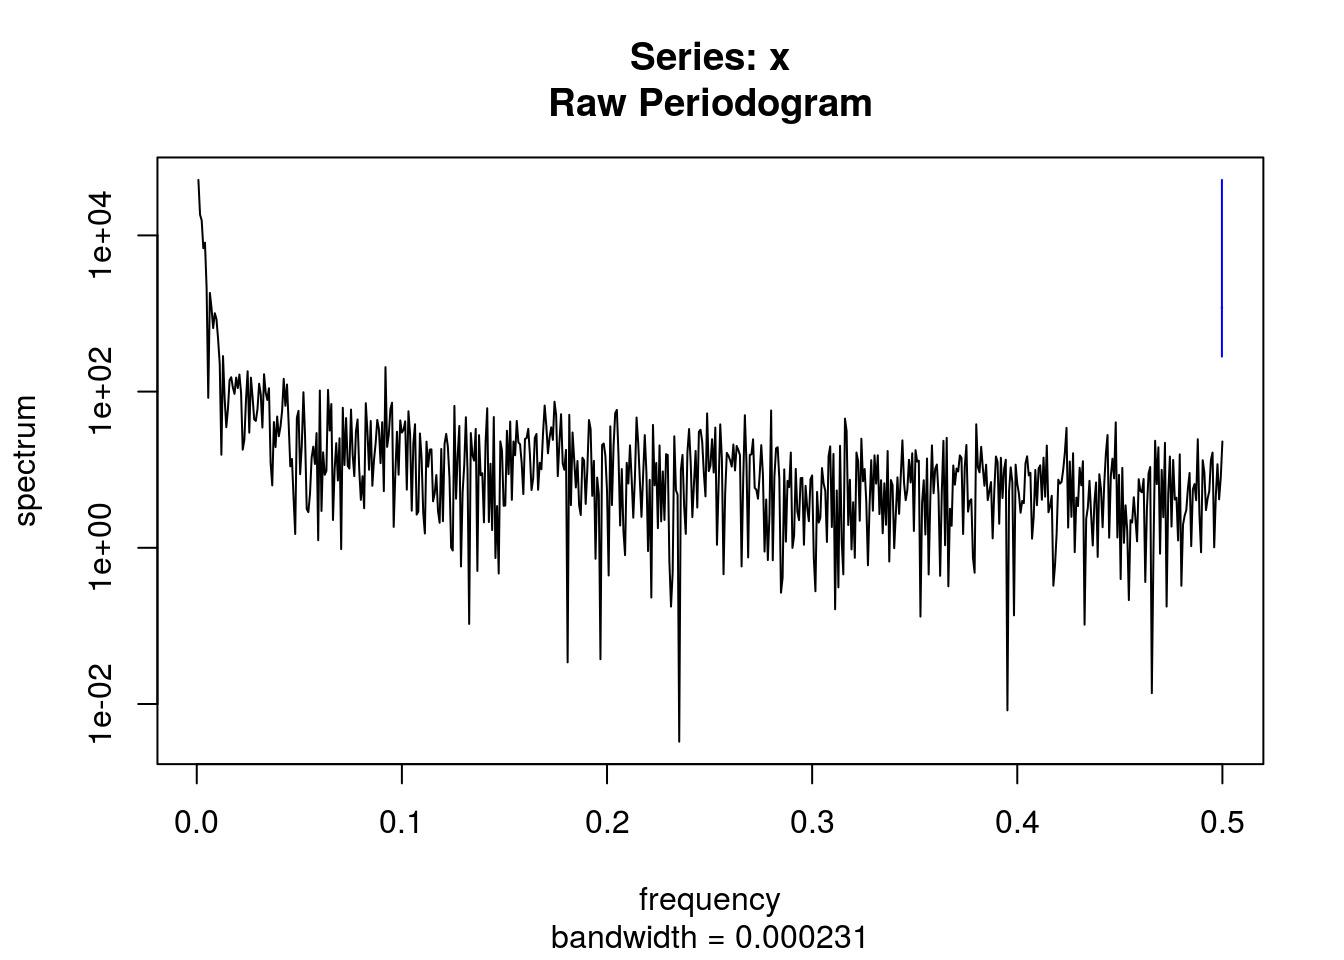 Series: x
Raw Periodogram
spectrum
1e+04
1e+02
1e+00
1e-02
0.0 0.1 0.2 0.3 0.4 0.5
frequency
bandwidth = 0.000231